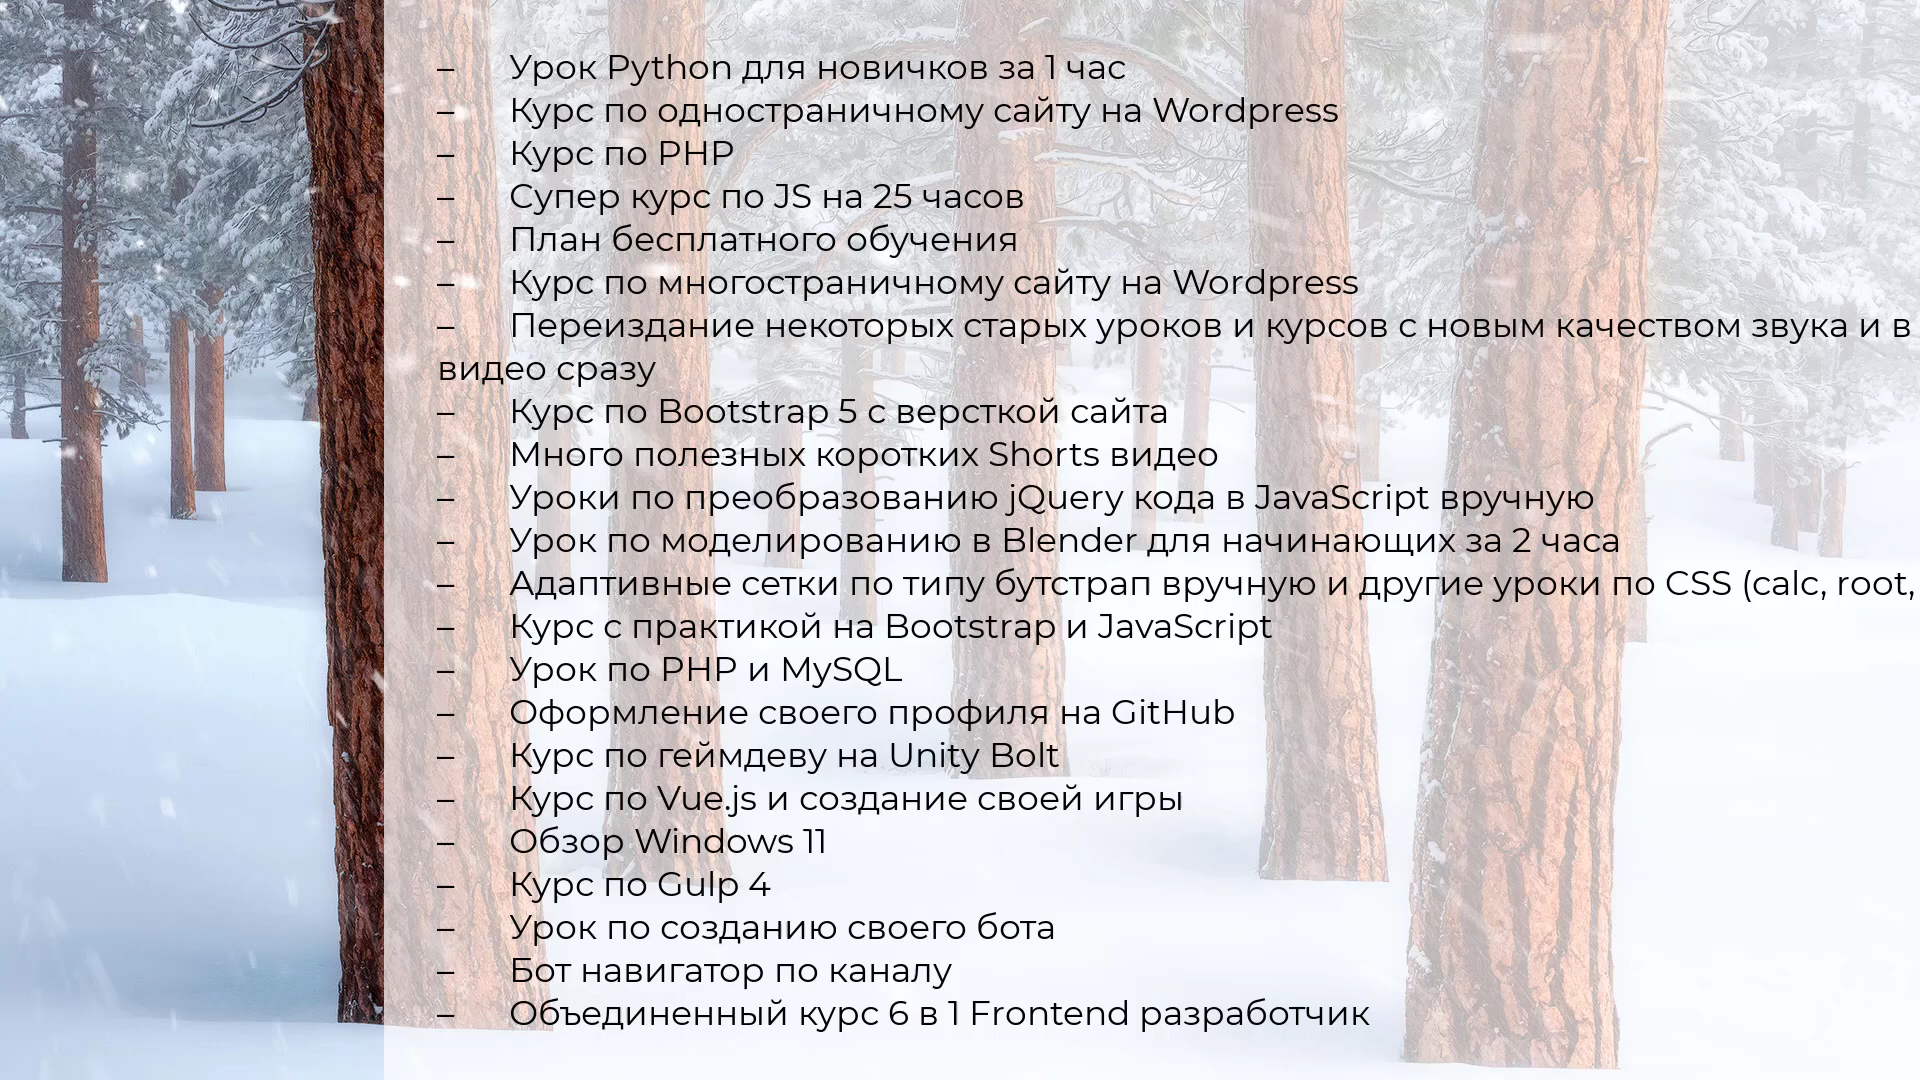 – Урок Python для новичков за 1 час
– Курс по одностраничному сайту на Wordpress
– Курс по PHP
– Супер курс по JS на 25 часов
– План бесплатного обучения
– Курс по многостраничному сайту на Wordpress
– Переиздание некоторых старых уроков и курсов с новым качеством звука и в
видео сразу
– Курс по Bootstrap 5 с версткой сайта
– Много полезных коротких Shorts видео
– Уроки по преобразованию jQuery кода в JavaScript вручную
– Урок по моделированию в Blender для начинающих за 2 часа
– Адаптивные сетки по типу бутстрап вручную и другие уроки по CSS (calc, root,
– Курс с практикой на Bootstrap и JavaScript
– Урок по PHP и MySQL
– Оформление своего профиля на GitHub
– Курс по геймдеву на Unity Bolt
– Курс по Vue.js и создание своей игры
– Обзор Windows 11
– Курс по Gulp 4
– Урок по созданию своего бота
– Бот навигатор по каналу
– Объединенный курс 6 в 1 Frontend разработчик